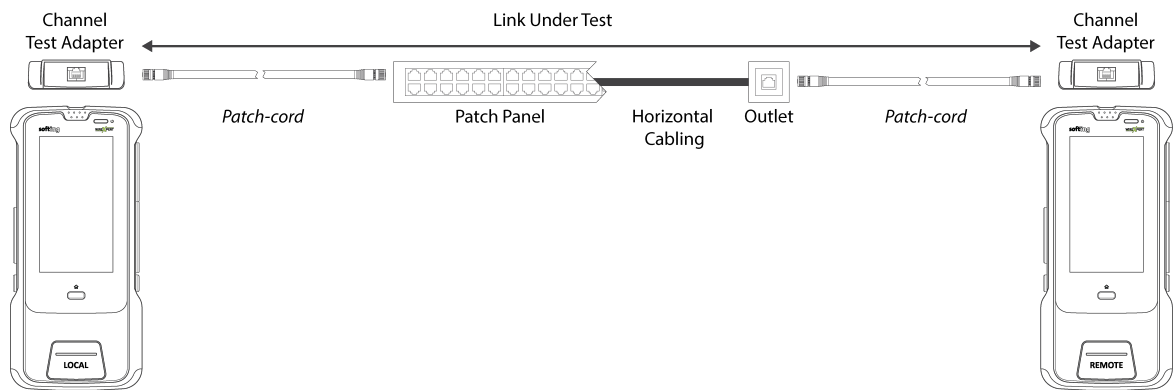 Channel
Test Adapter
Link Under Test
Channel
Test Adapter
Patch-cord
Patch Panel
Horizontal
Cabling
Outlet
Patch-cord
softing
softing
LOCAL
REMOTE